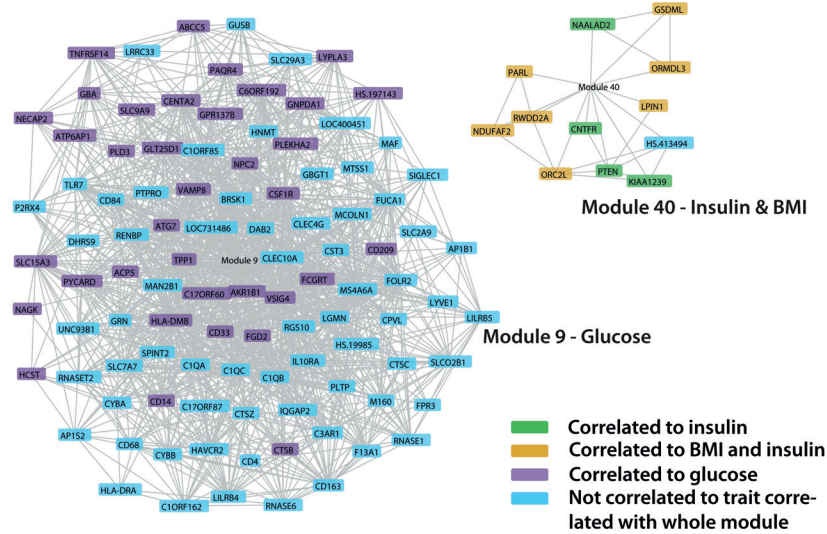 ABCC5
GUSB
TNFRSF14
LRRC33
SLC29A3
LYPLA3
PAQR4
GBA
SLC9A9
CENTA2
C6ORF192
HS.197143
GPR137B
GNPDA1
NECAP2
ATP6AP1
HNMT
LOC400451
PLD3
GLT25D1
C1ORF85
PLEKHA2
MAF
NPC2
GBGT1
MTSS1
SIGLEC1
TLR7
PTPRO
VAMP8
BRSK1
CSF1R
FUCA1
P2RX4
CD84
MCOLN1
ATG7
LOC731486
DAB2
CLEC4G
SLC2A9
DHRS9
RENBP
CST3
CD209
AP1B1
SLC15A3
TPP1
Module 9
CLEC10A
PYCARD
ACP5
MAN2B1
FCGRT
FOLR2
C17ORF60
AKR1B1
VSIG4
MS4A6A
NAGK
LYVE1
UNC93B1
GRN
HLA-DMB
CD33
FGD2
RGS10
LGMN
CPVL
LILRB5
HS.19985
SPINT2
HCST
RNASET2
SLC7A7
C1QA
C1QC
C1QB
IL10RA
CTSC
SLCO2B1
PLTP
CYBA
CD14
C17ORF87
CTSZ
IQGAP2
M160
FPR3
AP1S2
CD68
CYBB
HAVCR2
CD4
CTSB
C3AR1
F13A1
RNASE1
HLA-DRA
C1ORF162
LILRB4
RNASE6
CD163
GSDML
NAALAD2
PARL
ORMDL3
Module 40
RWDD2A
LPIN1
NDUFAF2
CNTFR
HS.413494
ORC2L
PTEN
KIAA1239
Module 40 - Insulin & BMI
Module 9 - Glucose
Correlated to insulin
Correlated to BMI and insulin
Correlated to glucose
Not correlated to trait corre-
lated with whole module